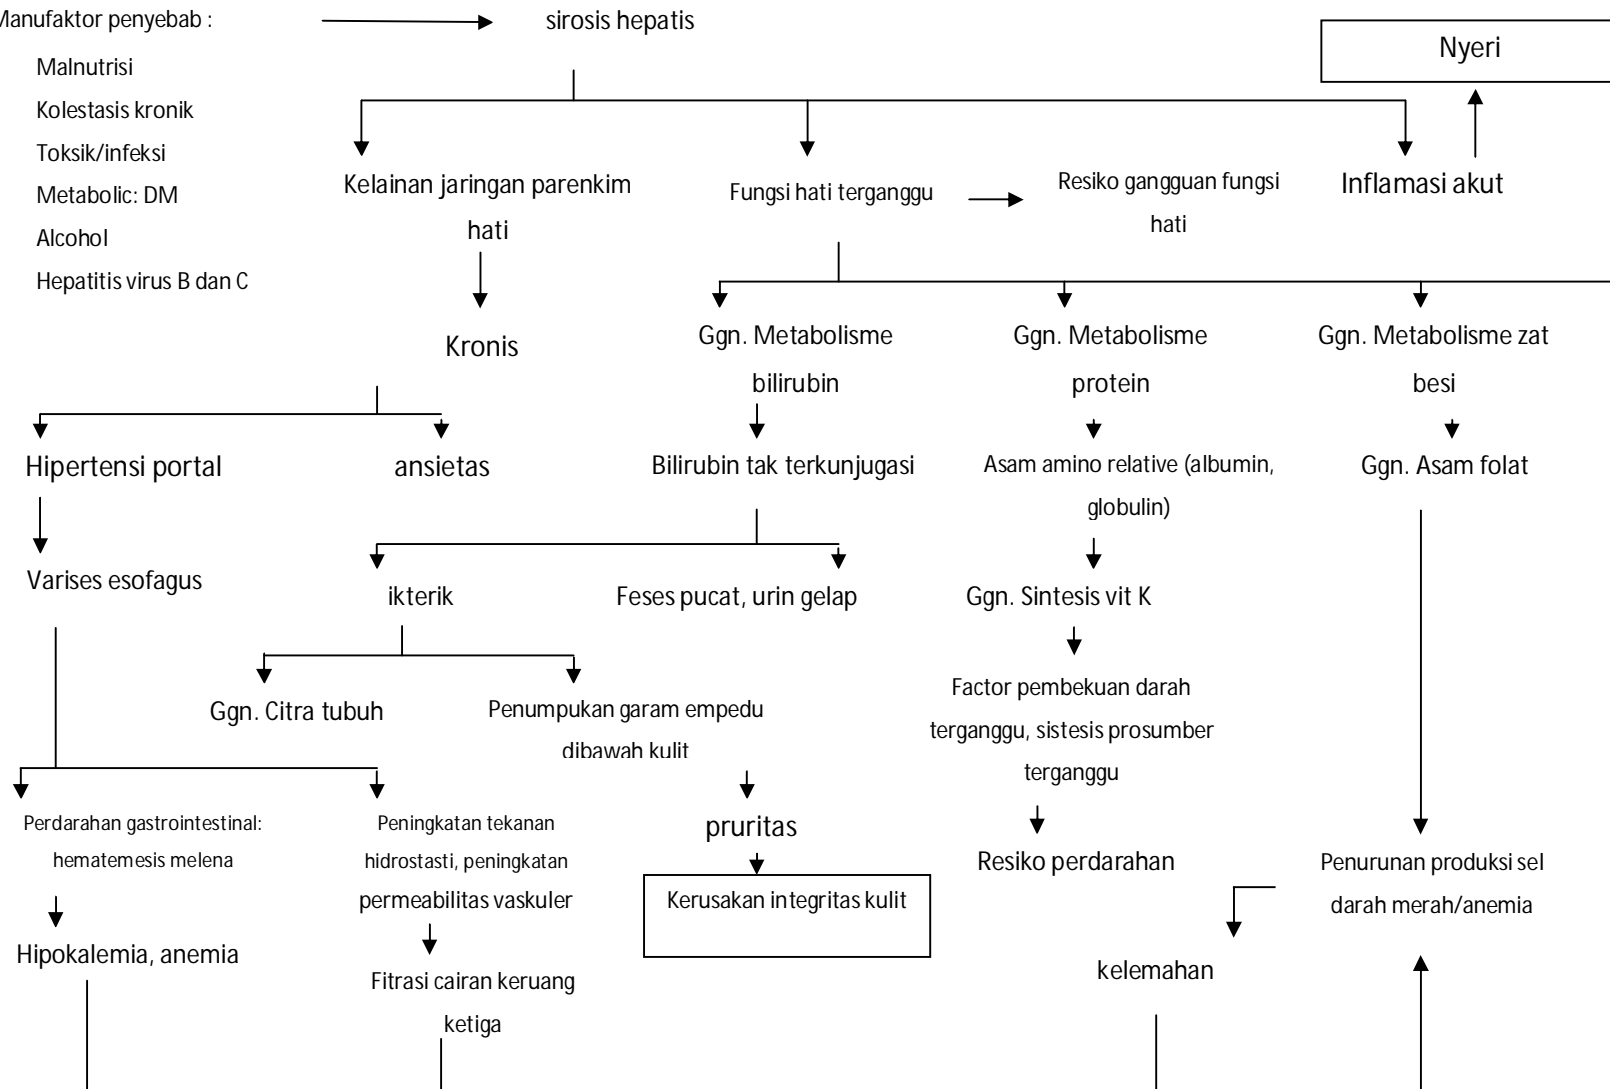 Manufaktor penyebab :
sirosis hepatis
Nyeri
Malnutrisi
Kolestasis kronik
Toksik/infeksi
Metabolic: DM
Alcohol
Hepatitis virus B dan C
Kelainan jaringan parenkim
hati
Fungsi hati terganggu
Resiko gangguan fungsi
hati
Inflamasi akut
Kronis
Ggn. Metabolisme
bilirubin
Ggn. Metabolisme
protein
Ggn. Metabolisme zat
besi
Hipertensi portal
ansietas
Bilirubin tak terkunjugasi
Asam amino relative (albumin,
globulin)
Ggn. Asam folat
Varises esofagus
ikterik
Feses pucat, urin gelap
Ggn. Sintesis vit K
Ggn. Citra tubuh
Penumpukan garam empedu
dibawah kulit
Factor pembekuan darah
terganggu, sistesis prosumber
terganggu
Perdarahan gastrointestinal:
hematemesis melena
Peningkatan tekanan
hidrostasti, peningkatan
permeabilitas vaskuler
pruritas
Resiko perdarahan
Penurunan produksi sel
darah merah/anemia
Kerusakan integritas kulit
Hipokalemia, anemia
Fitrasi cairan keruang
ketiga
kelemahan